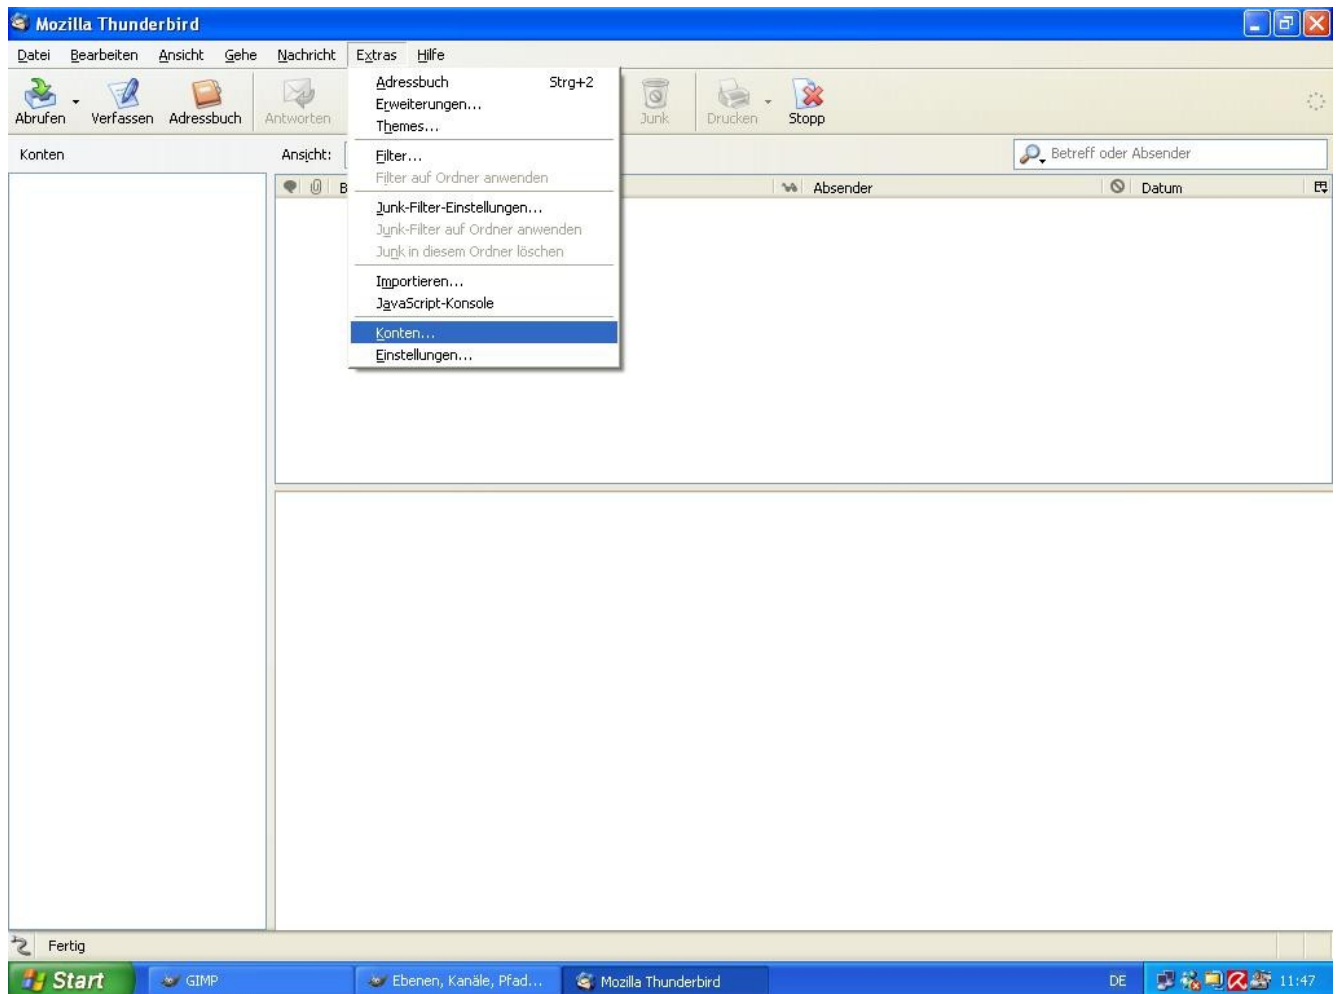 Mozilla Thunderbird
Datei Bearbeiten Ansicht Gehe Nachricht Extras Hilfe
Abrufen Verfassen Adressbuch Antworten Junk Drucken Stopp
Adressbuch Strg+2
Erweiterungen...
Themes...
Filter...
Filter auf Ordner anwenden
Junk-Filter-Einstellungen...
Junk-Filter auf Ordner anwenden
Junk in diesem Ordner löschen
Importieren...
JavaScript-Konsole
Konten...
Einstellungen...
Konten Ansicht: Betreff oder Absender
B Absender Datum
Fertig
Start GIMP Ebenen, Kanäle, Pfad... Mozilla Thunderbird DE 11:47